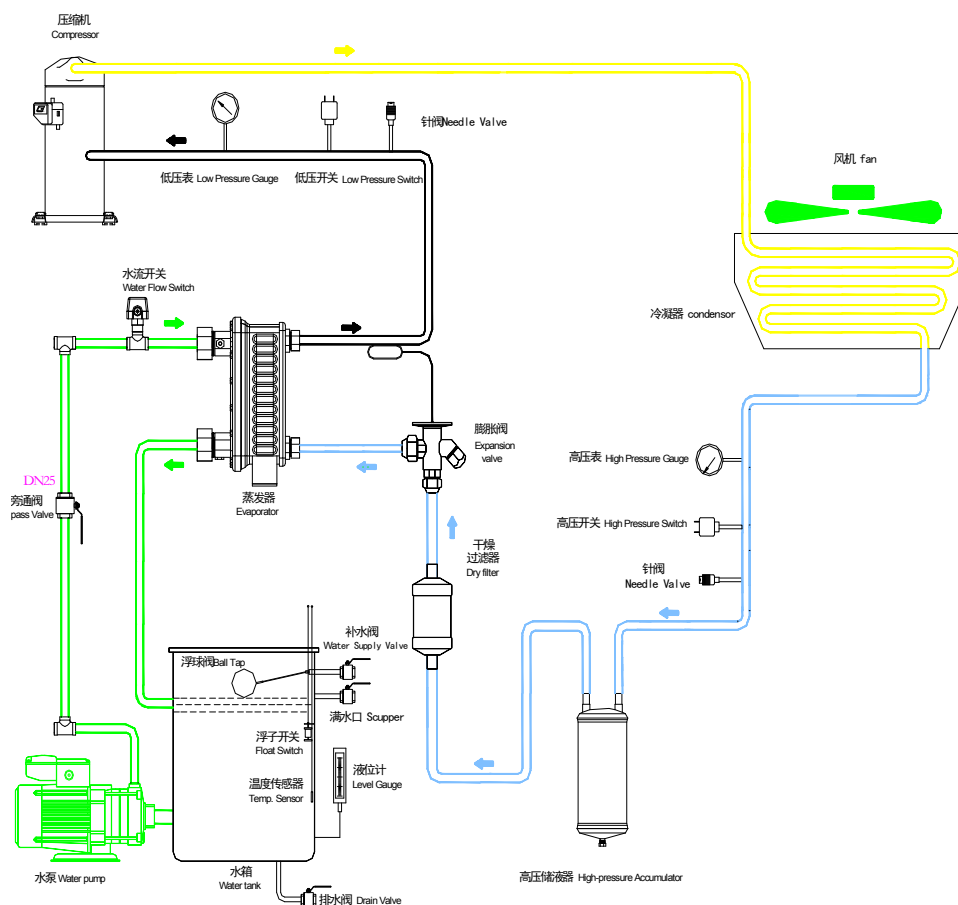 压缩机
Compressor
针阀Needle Valve
风机 fan
低压表 Low Pressure Gauge
低压开关 Low Pressure Switch
水流开关
Water Flow Switch
冷凝器 condensor
膨胀阀
Expansion
valve
高压表 High Pressure Gauge
DN25
旁通阀
pass Valve
蒸发器
Evaporator
高压开关 High Pressure Switch
干燥
过滤器
Dry filter
针阀
Needle Valve
补水阀
Water Supply Valve
浮球阀Ball Tap
满水口 Scupper
浮子开关
Float Switch
液位计
Level Gauge
温度传感器
Temp. Sensor
水箱
Water tank
水泵 Water pump
高压储液器 High-pressure Accumulator
排水阀 Drain Valve